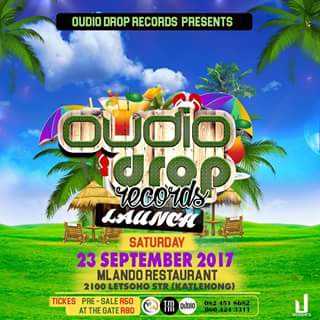 OUDIO DROP RECORDS PRESENTS
oudio
drop
records
LAUNCH
SATURDAY
23 SEPTEMBER 2017
MLANDO RESTAURANT
2100 LETSOHO STR (KATLEHONG)
TICKES PRE - SALE R50
AT THE GATE R80